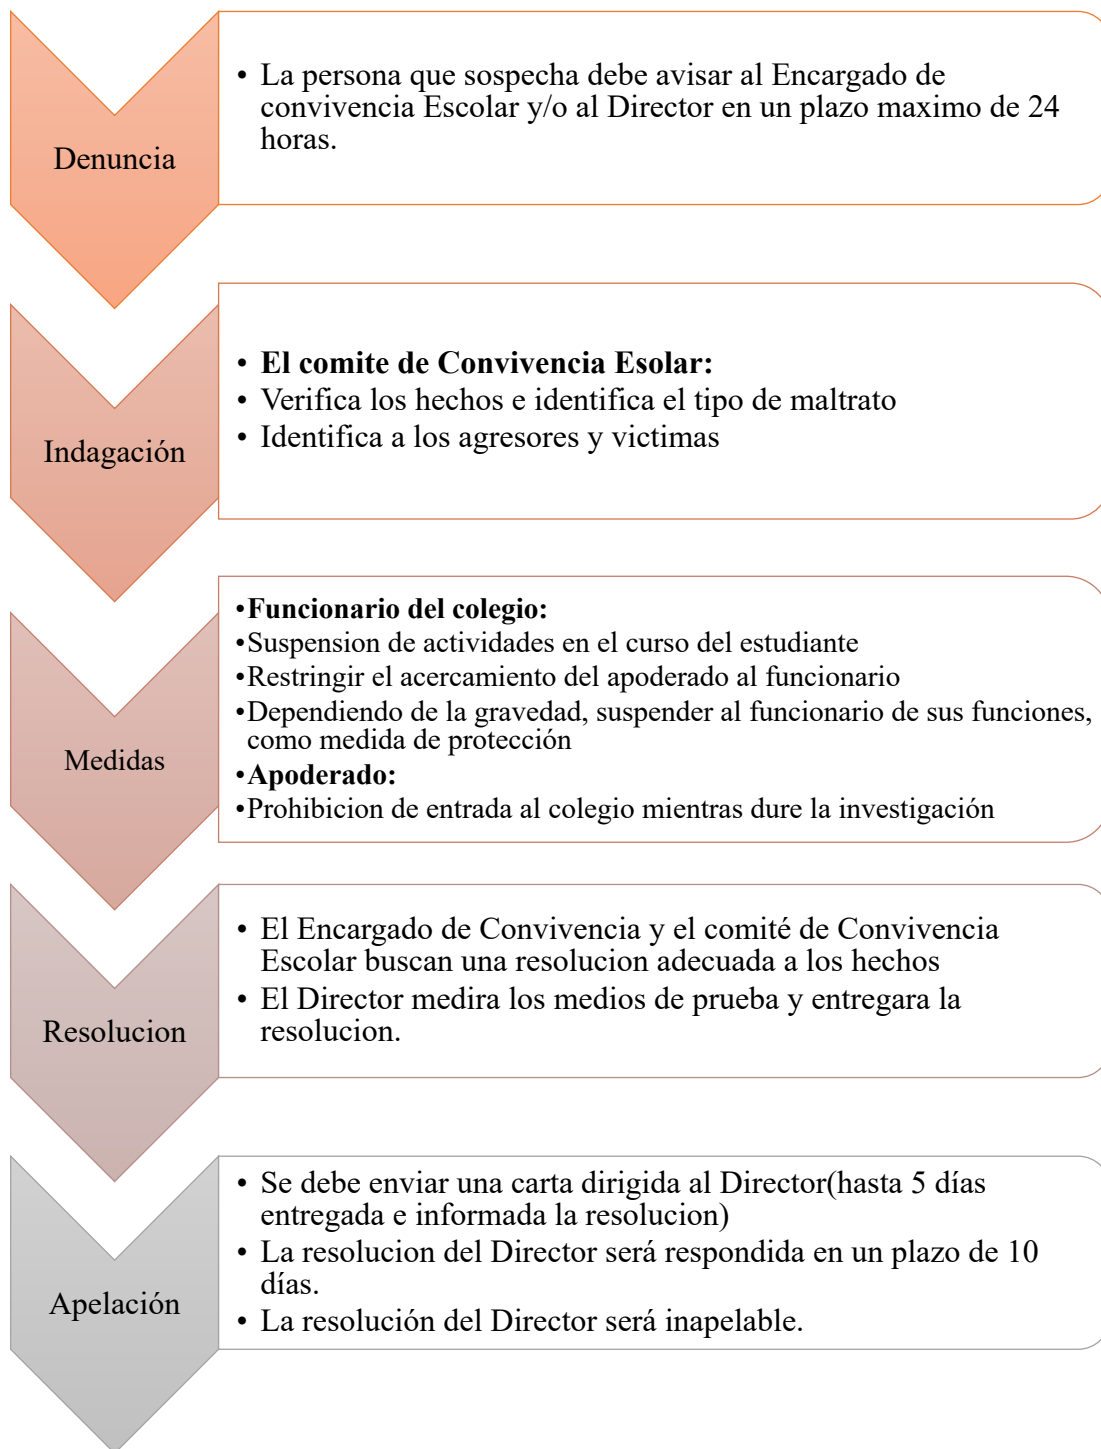 Denuncia
• La persona que sospecha debe avisar al Encargado de
convivencia Escolar y/o al Director en un plazo maximo de 24
horas.
Indagación
• El comite de Convivencia Esolar:
• Verifica los hechos e identifica el tipo de maltrato
• Identifica a los agresores y victimas
Medidas
•Funcionario del colegio:
•Suspension de actividades en el curso del estudiante
•Restringir el acercamiento del apoderado al funcionario
•Dependiendo de la gravedad, suspender al funcionario de sus funciones,
como medida de protección
•Apoderado:
•Prohibicion de entrada al colegio mientras dure la investigación
Resolucion
• El Encargado de Convivencia y el comité de Convivencia
Escolar buscan una resolucion adecuada a los hechos
• El Director medira los medios de prueba y entregara la
resolucion.
Apelación
• Se debe enviar una carta dirigida al Director(hasta 5 días
entregada e informada la resolucion)
• La resolucion del Director será respondida en un plazo de 10
días.
• La resolución del Director será inapelable.